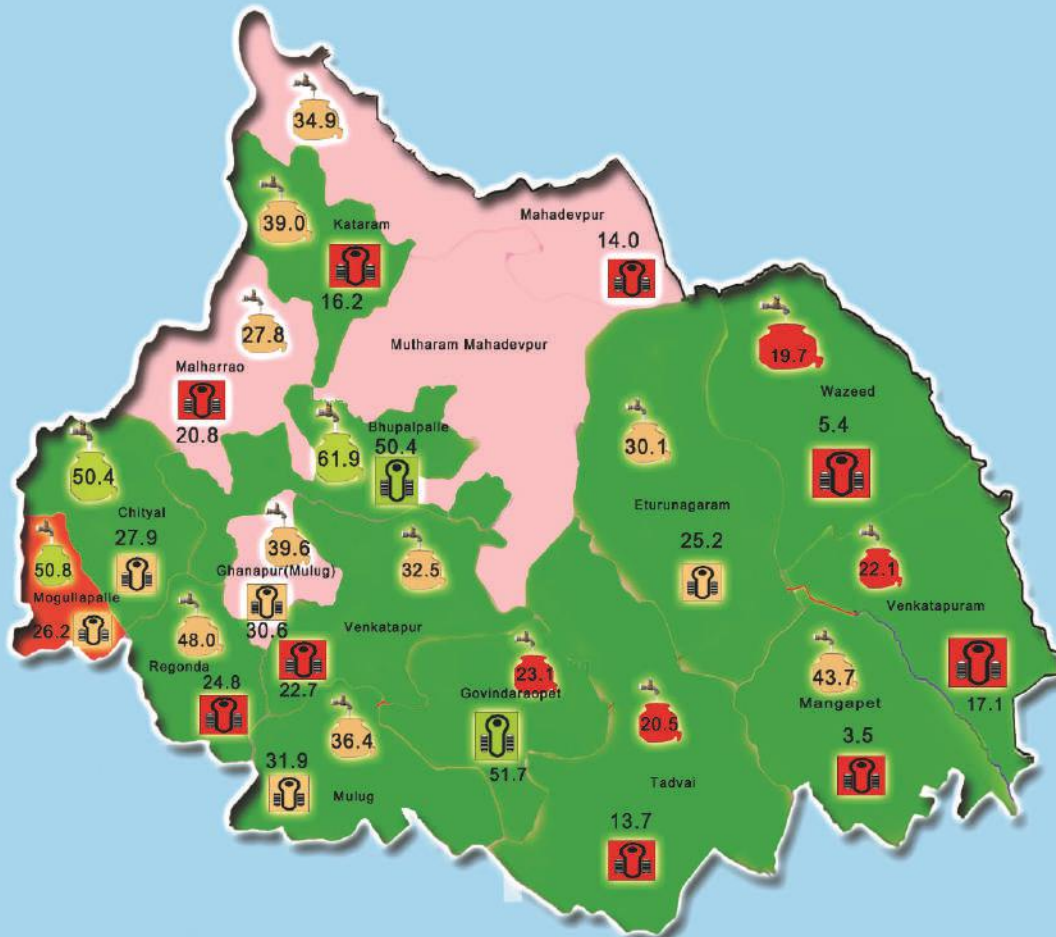 34.9
39.0
Kataram
16.2
Mahadevpur
14.0
27.8
Mutharam Mahadevpur
Malharrao
20.8
19.7
Wazeed
5.4
Bhupalpalle
50.4
61.9
30.1
50.4
Chityal
27.9
Eturunagaram
25.2
39.6
Ghanapur(Mulug)
30.6
32.5
22.1
Venkatapuram
17.1
50.8
Mogullapalle
26.2
48.0
Regonda
24.8
Venkatapur
22.7
23.1
Govindaraopet
51.7
43.7
Mangapet
3.5
20.5
Tadvai
13.7
36.4
31.9
Mulug